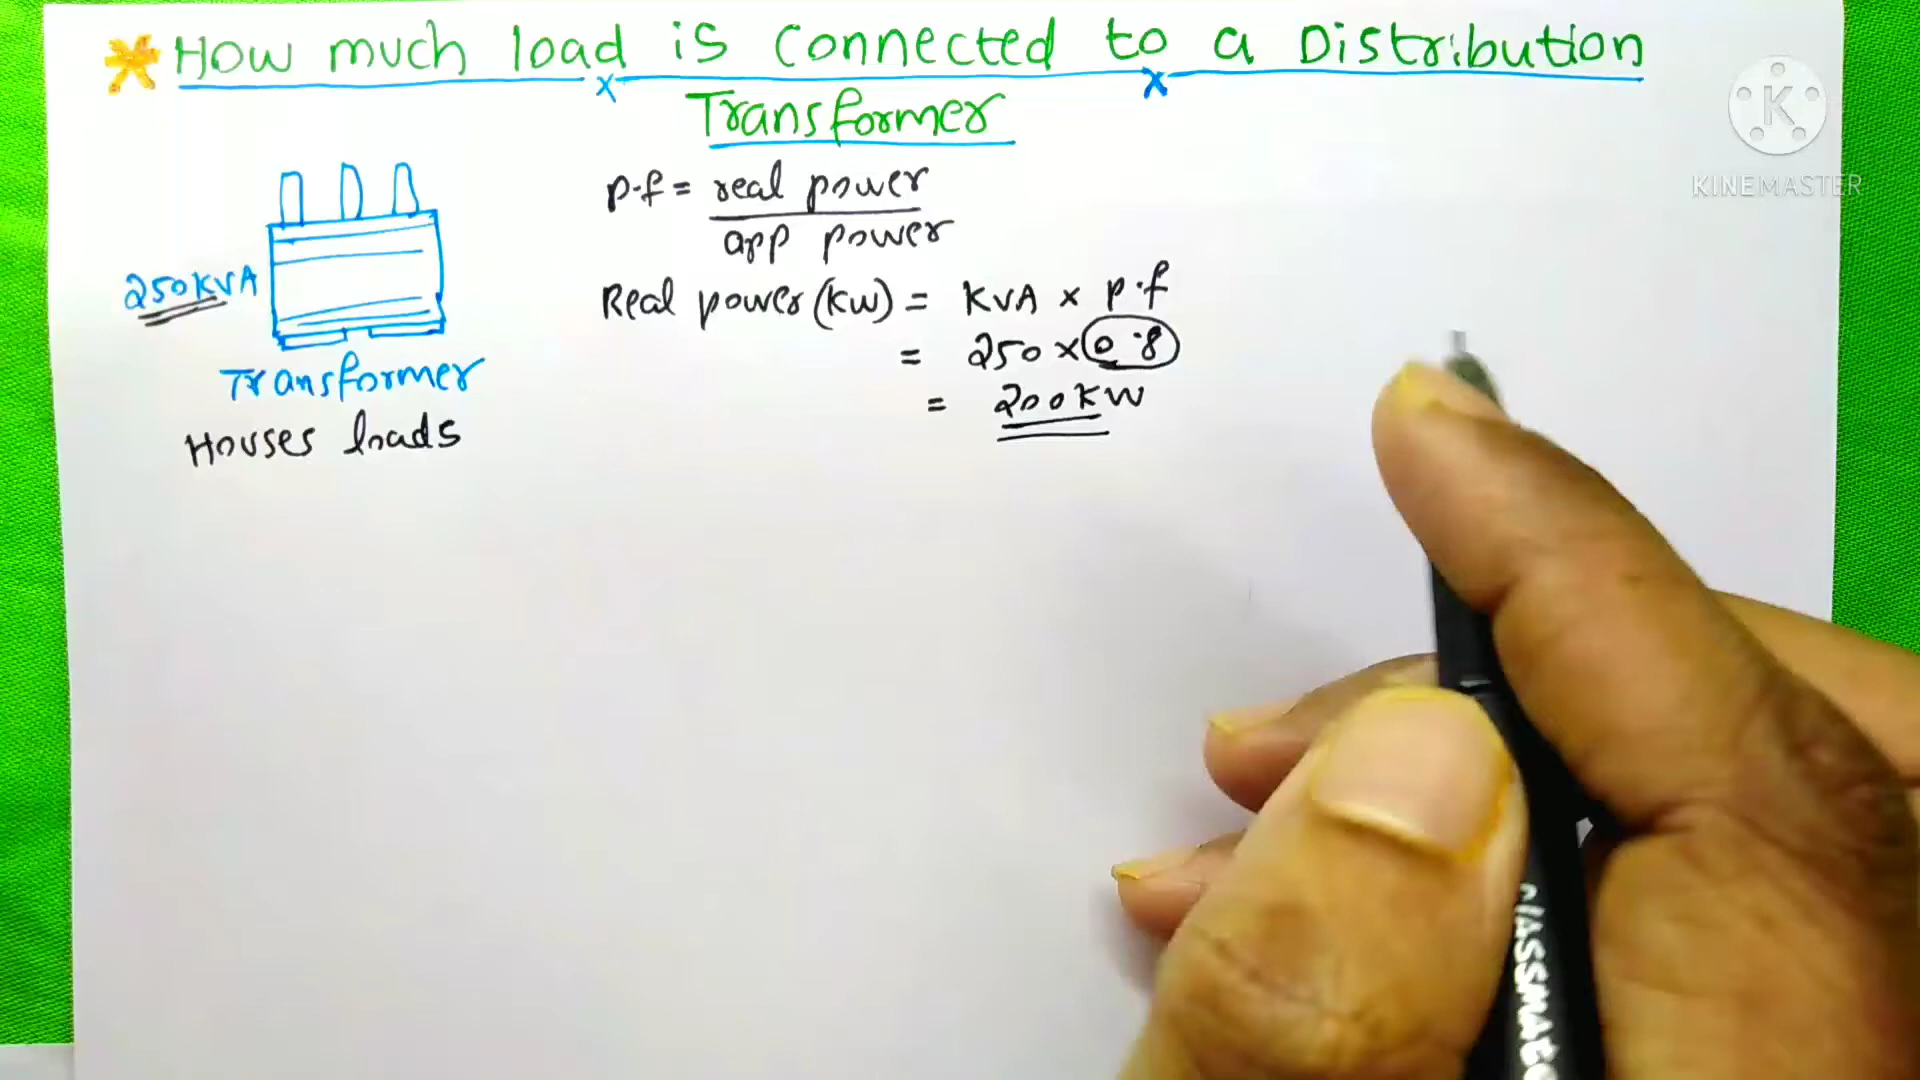 How much load is connected to a Distribution
Transformer
p.f = real power
app power
250KVA
Real power (KW) = KVA × p.f
= 250 × 0.8
= 200KW
Transformer
Houses loads
KINEMASTER
CLASSMATE